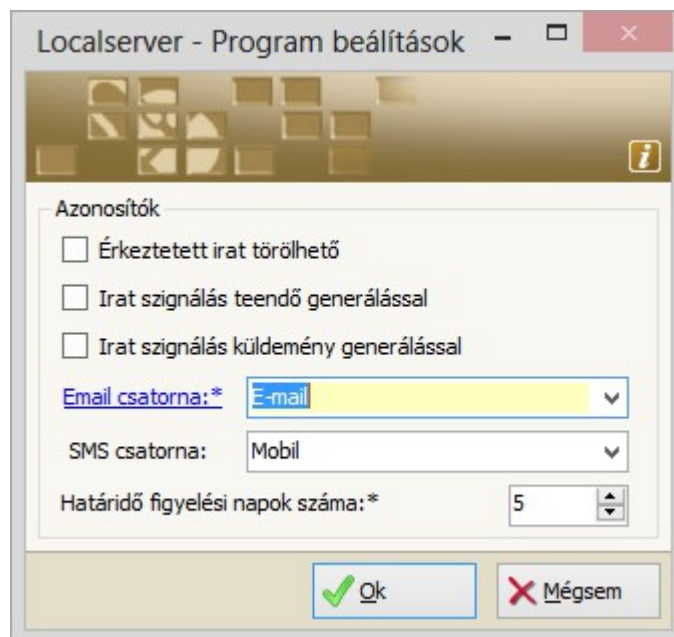 Localserver - Program beálítások
i
Azonosítók
Érkeztetett irat törölhető
Irat szignálás teendő generálással
Irat szignálás küldemény generálással
Email csatorna:* E-mail
SMS csatorna: Mobil
Határidő figyelési napok száma:* 5
Ok Mégsem